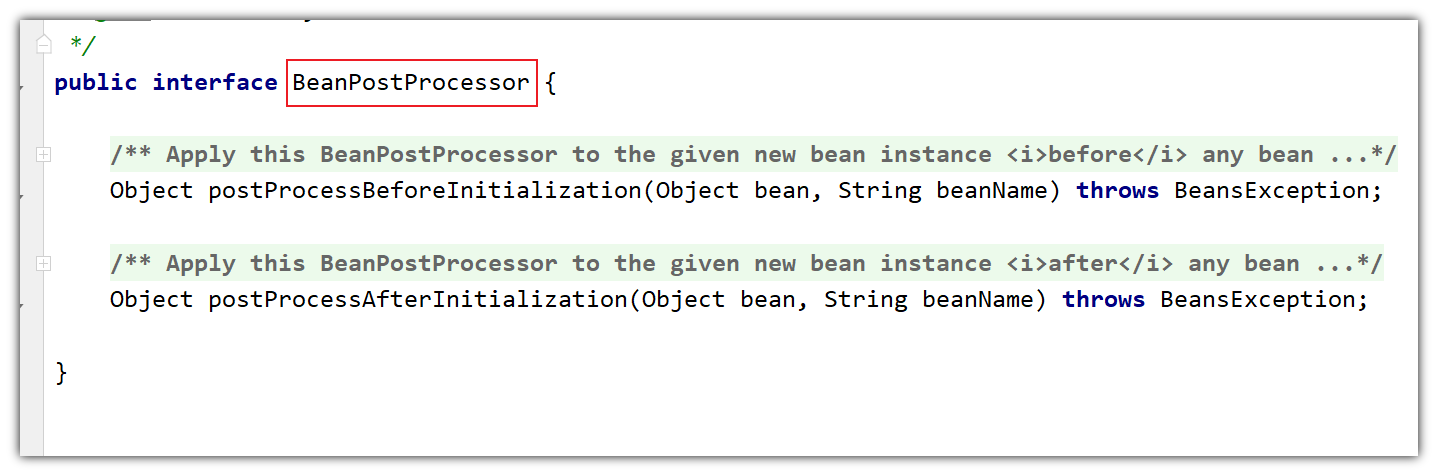 */
public interface BeanPostProcessor {
/** Apply this BeanPostProcessor to the given new bean instance <i>before</i> any bean ...*/
Object postProcessBeforeInitialization(Object bean, String beanName) throws BeansException;
/** Apply this BeanPostProcessor to the given new bean instance <i>after</i> any bean ...*/
Object postProcessAfterInitialization(Object bean, String beanName) throws BeansException;
}